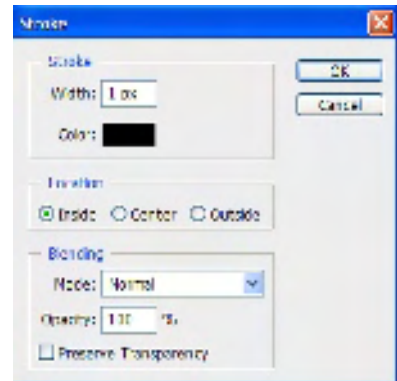 Stroke
Stroke
OK
Width: 1 px
Cancel
Color:
Location
Inside Center Outside
Blending
Mode: Normal
Opacity: 100 %
Preserve Transparency